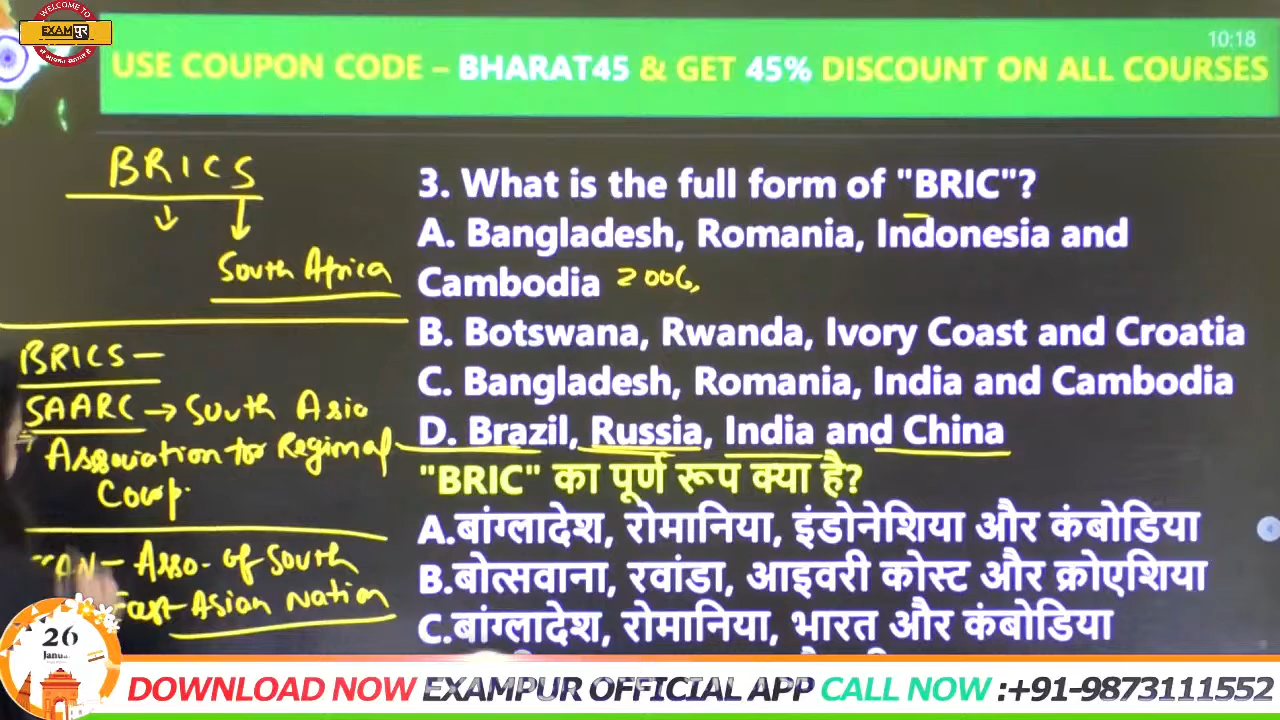 WELCOME TO
EXAMपुर
10:18
USE COUPON CODE – BHARAT45 & GET 45% DISCOUNT ON ALL COURSES
BRICS
South Africa
BRICS –
SAARC → South Asia
Association for Regional
Coop.
Asso. of South
East Asian Nation
3. What is the full form of "BRIC"?
A. Bangladesh, Romania, Indonesia and
Cambodia 2006,
B. Botswana, Rwanda, Ivory Coast and Croatia
C. Bangladesh, Romania, India and Cambodia
D. Brazil, Russia, India and China
"BRIC" का पूर्ण रूप क्या है?
A.बांग्लादेश, रोमानिया, इंडोनेशिया और कंबोडिया
B.बोत्सवाना, रवांडा, आइवरी कोस्ट और क्रोएशिया
C.बांग्लादेश, रोमानिया, भारत और कंबोडिया
26
DOWNLOAD NOW EXAMPUR OFFICIAL APP CALL NOW :+91-9873111552